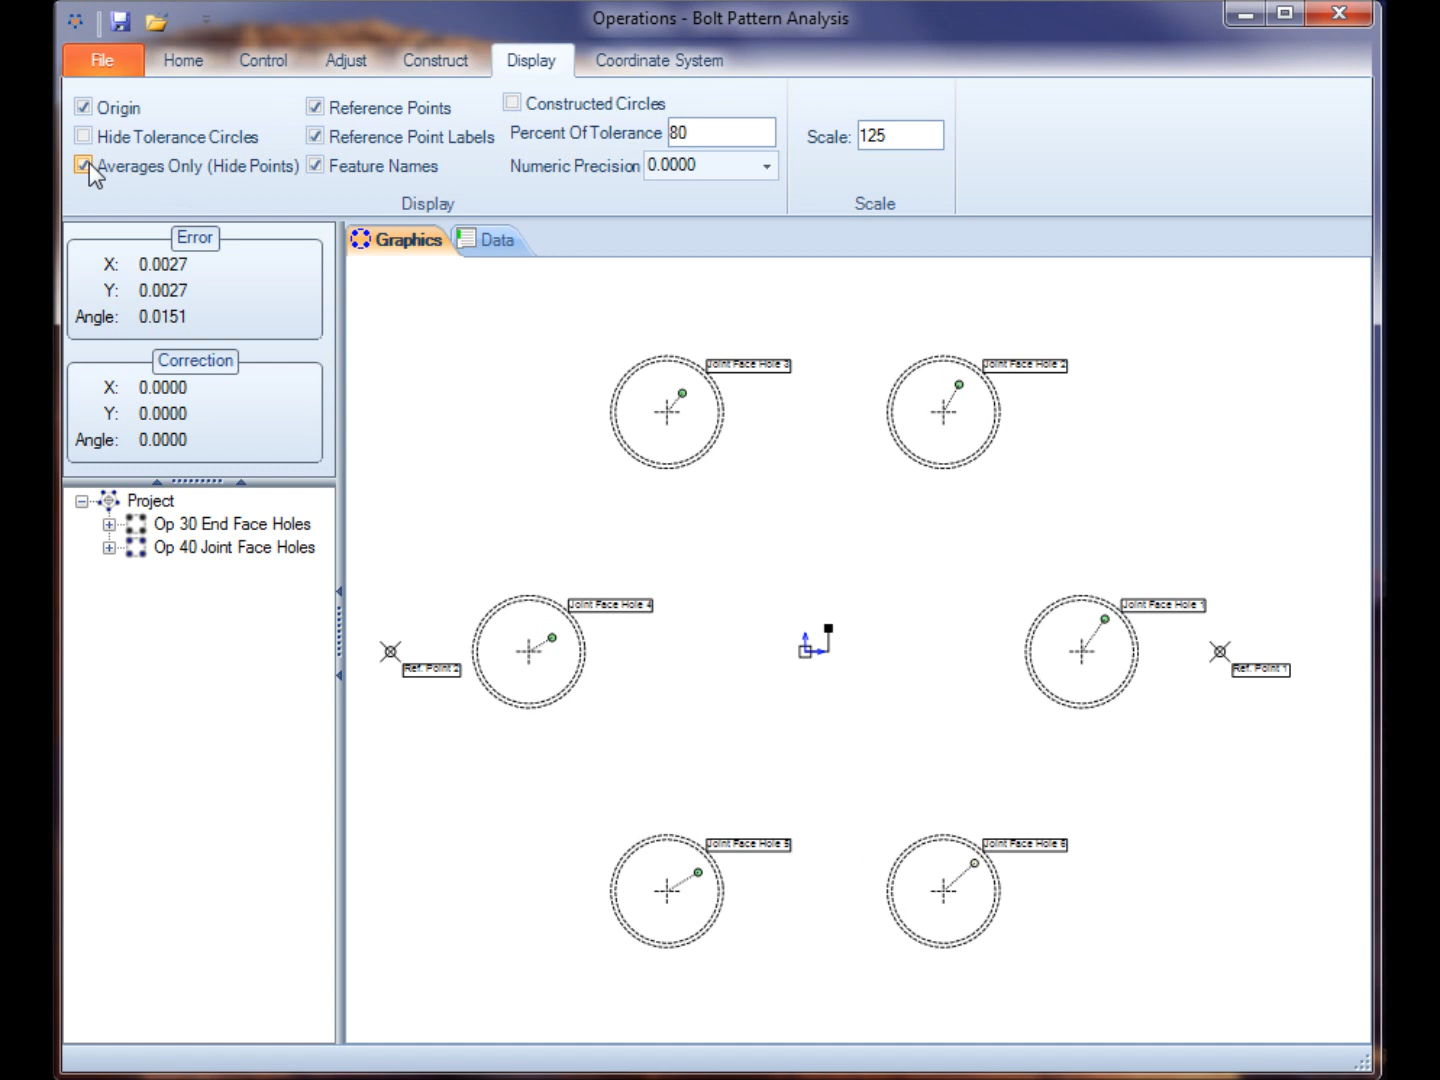 Operations - Bolt Pattern Analysis
File Home Control Adjust Construct Display Coordinate System
Origin
Hide Tolerance Circles
Averages Only (Hide Points)
Reference Points
Reference Point Labels
Feature Names
Constructed Circles
Percent Of Tolerance 80
Numeric Precision 0.0000
Display
Scale: 125
Scale
Error
X: 0.0027
Y: 0.0027
Angle: 0.0151
Correction
X: 0.0000
Y: 0.0000
Angle: 0.0000
Project
Op 30 End Face Holes
Op 40 Joint Face Holes
Graphics Data
Joint Face Hole 3
Joint Face Hole 2
Joint Face Hole 4
Joint Face Hole 1
Ref. Point 2
Ref. Point 1
Joint Face Hole 5
Joint Face Hole 6